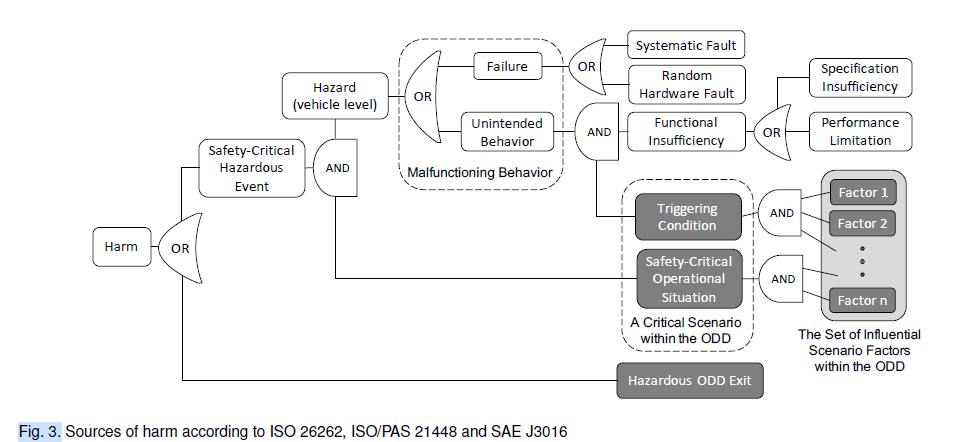 Systematic Fault
OR
Random
Hardware Fault
Failure
Hazard
(vehicle level)
OR
Unintended
Behavior
Malfunctioning Behavior
AND
Functional
Insufficiency
OR
Specification
Insufficiency
Performance
Limitation
Safety-Critical
Hazardous
Event
AND
Harm
OR
Triggering
Condition
AND
Safety-Critical
Operational
Situation
AND
A Critical Scenario
within the ODD
Factor 1
Factor 2
Factor n
The Set of Influential
Scenario Factors
within the ODD
Hazardous ODD Exit
Fig. 3. Sources of harm according to ISO 26262, ISO/PAS 21448 and SAE J3016